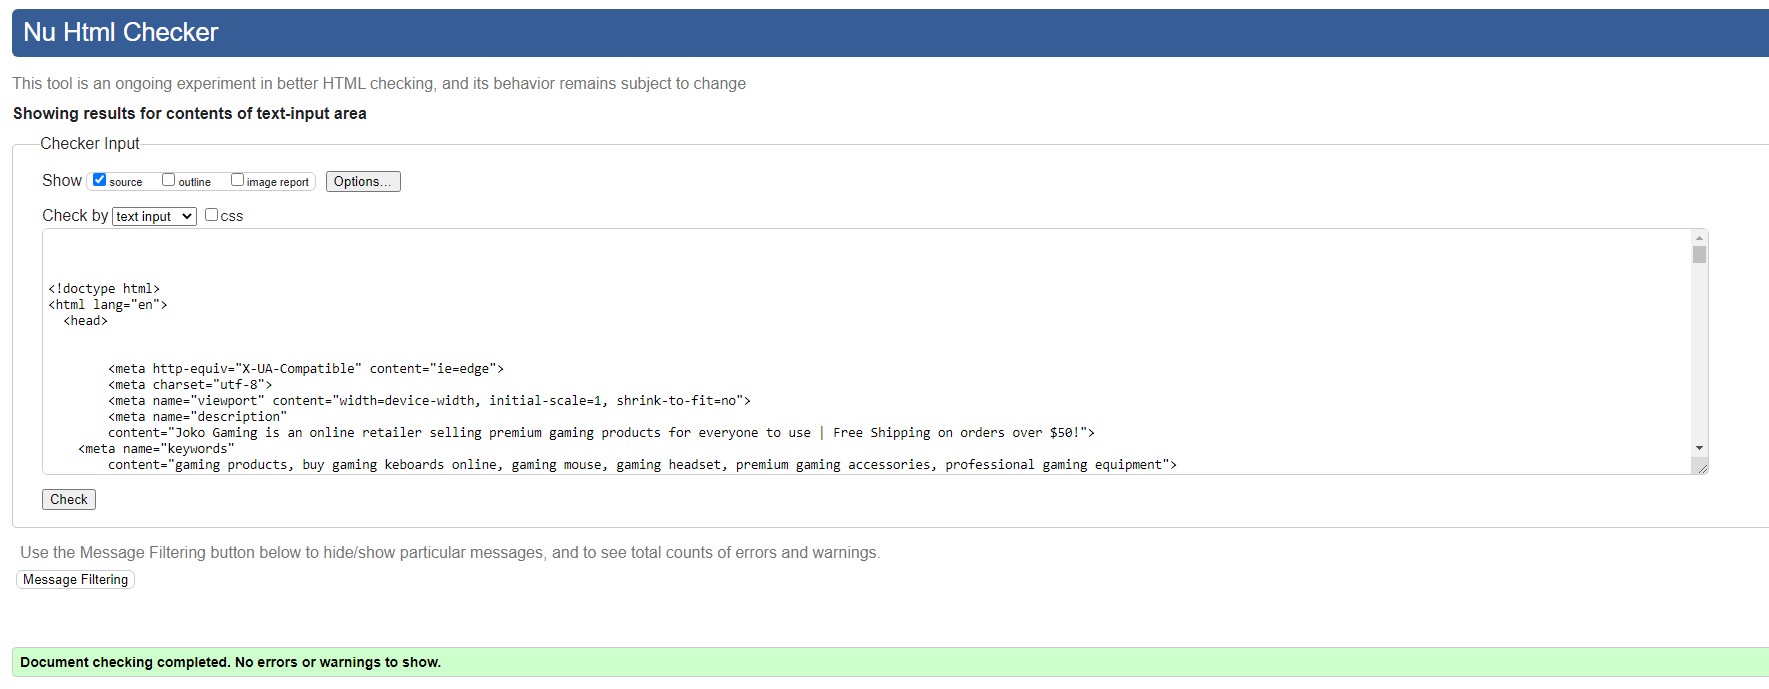 Nu Html Checker
This tool is an ongoing experiment in better HTML checking, and its behavior remains subject to change
Showing results for contents of text-input area
Checker Input
Show source outline image report Options...
Check by text input css
<!doctype html>
<html lang="en">
<head>
<meta http-equiv="X-UA-Compatible" content="ie=edge">
<meta charset="utf-8">
<meta name="viewport" content="width=device-width, initial-scale=1, shrink-to-fit=no">
<meta name="description"
content="Joko Gaming is an online retailer selling premium gaming products for everyone to use | Free Shipping on orders over $50!">
<meta name="keywords"
content="gaming products, buy gaming keboards online, gaming mouse, gaming headset, premium gaming accessories, professional gaming equipment">
Check
Use the Message Filtering button below to hide/show particular messages, and to see total counts of errors and warnings.
Message Filtering
Document checking completed. No errors or warnings to show.